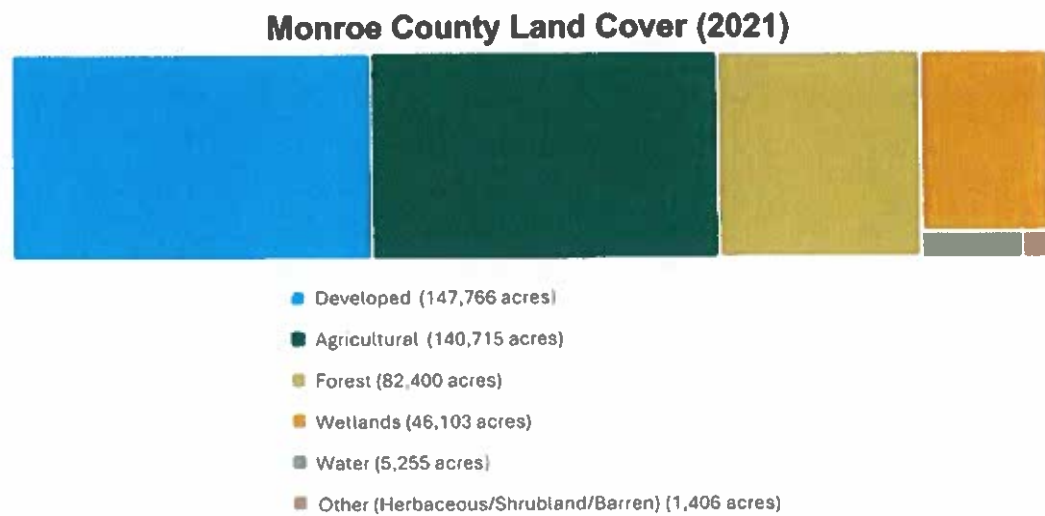 Monroe County Land Cover (2021)
Developed (147,766 acres)
Agricultural (140,715 acres)
Forest (82,400 acres)
Wetlands (46,103 acres)
Water (5,255 acres)
Other (Herbaceous/Shrubland/Barren) (1,406 acres)